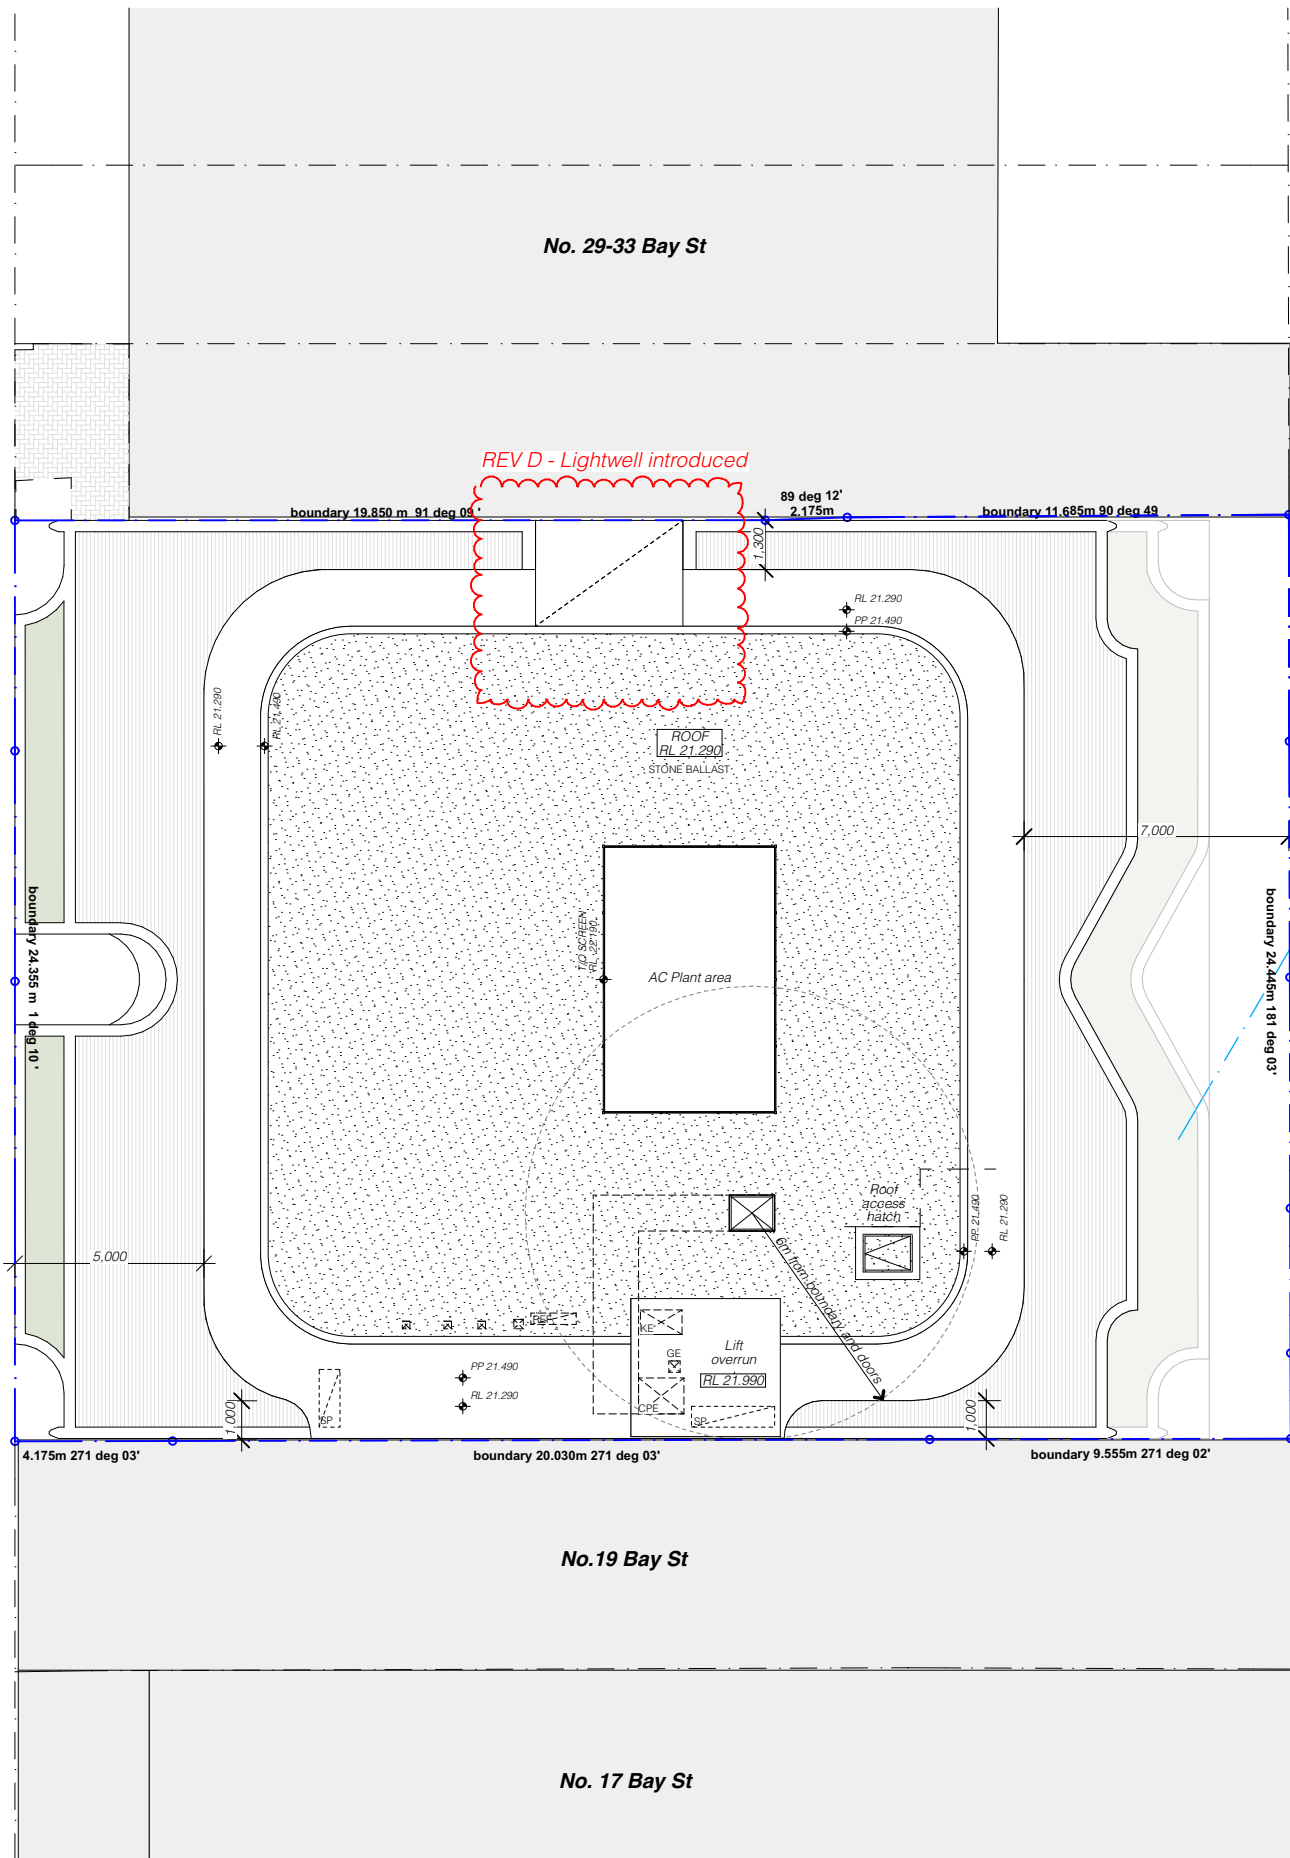 No. 29-33 Bay St
REV D - Lightwell introduced
89 deg 12'
2.175m
boundary 19.850 m 91 deg 09 '
boundary 11.685m 90 deg 49
1,300
RL 21.290
PP 21.490
RL 21.290
RL 21.490
ROOF
RL 21.290
STONE BALLAST
7,000
boundary 24.355 m 1 deg 10 '
boundary 24.445m 181 deg 03'
T/O SCREEN
RL 22.190
AC Plant area
Roof
access
hatch
PP 21.490
RL 21.290
5,000
6m from boundary and doors
REF
KE
Lift
overrun
GE
RL 21.990
PP 21.490
RL 21.290
CPE
SP
SP
1,000
1,000
4.175m 271 deg 03'
boundary 20.030m 271 deg 03'
boundary 9.555m 271 deg 02'
No.19 Bay St
No. 17 Bay St